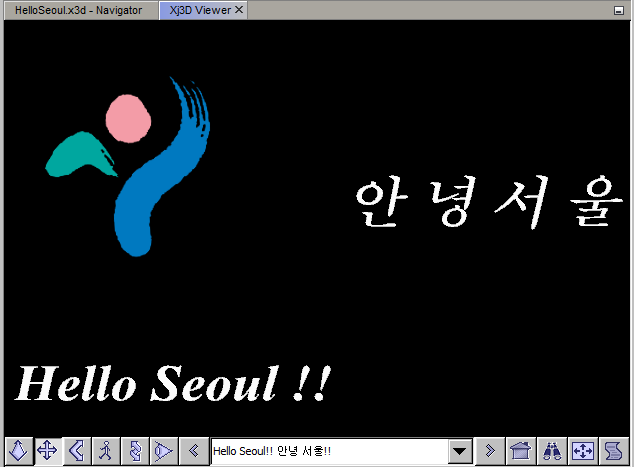 HelloSeoul.x3d - Navigator
Xj3D Viewer
안녕서울
Hello Seoul !!
Hello Seoul!! 안녕 서울!!